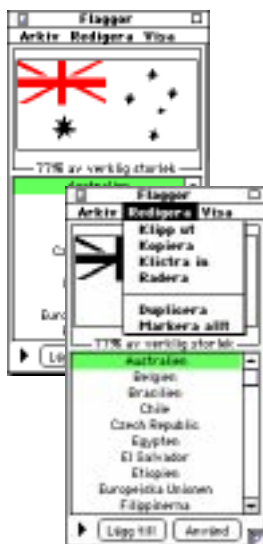 Flaggor
Arkiv Redigera Visa
77% av verklig storlek
Australien
Flaggor
Arkiv Redigera Visa
Klipp ut
Kopiera
Klistra in
Radera
Duplicera
Markera allt
77% av verklig storlek
Australien
Belgien
Brasilien
Chile
Czech Republic
Egypten
El Salvador
Etiopien
Europeiska Unionen
Filippinerna
Lägg till Använd